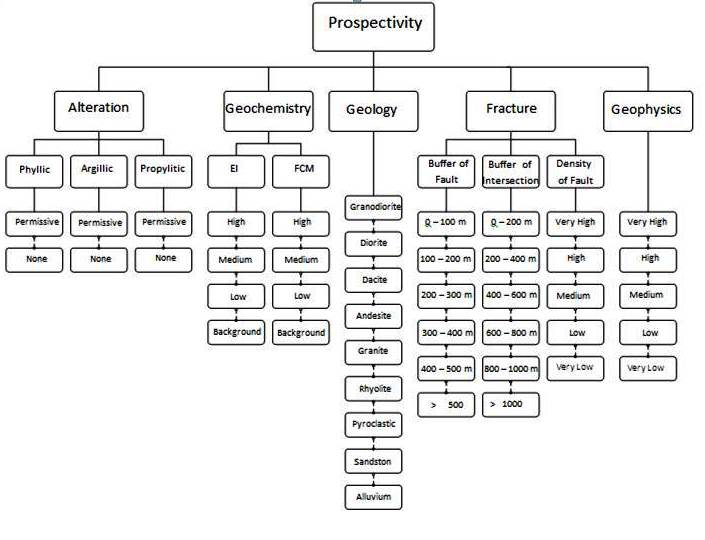 Prospectivity
Alteration
Geochemistry
Geology
Fracture
Geophysics
Phyllic
Argillic
Propylitic
EI
FCM
Buffer of
Fault
Buffer of
Intersection
Density
of Fault
Permissive
None
Permissive
None
Permissive
None
High
Medium
Low
Background
High
Medium
Low
Background
Granodiorite
Diorite
Dacite
Andesite
Granite
Rhyolite
Pyroclastic
Sandston
Alluvium
0 – 100 m
100 – 200 m
200 – 300 m
300 – 400 m
400 – 500 m
> 500
0 – 200 m
200 – 400 m
400 – 600 m
600 – 800 m
800 – 1000 m
> 1000
Very High
High
Medium
Low
Very Low
Very High
High
Medium
Low
Very Low